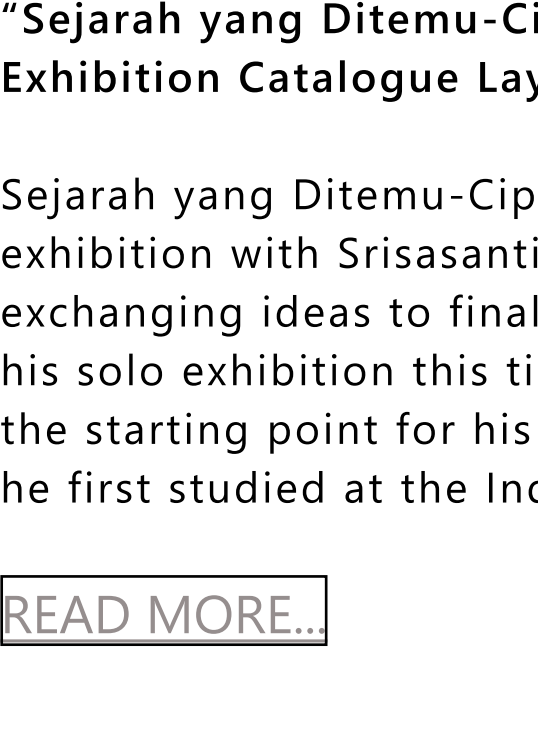 “Sejarah yang Ditemu-Ci
Exhibition Catalogue Lay
Sejarah yang Ditemu-Cip
exhibition with Srisasanti
exchanging ideas to final
his solo exhibition this ti
the starting point for his
he first studied at the Ind
READ MORE...